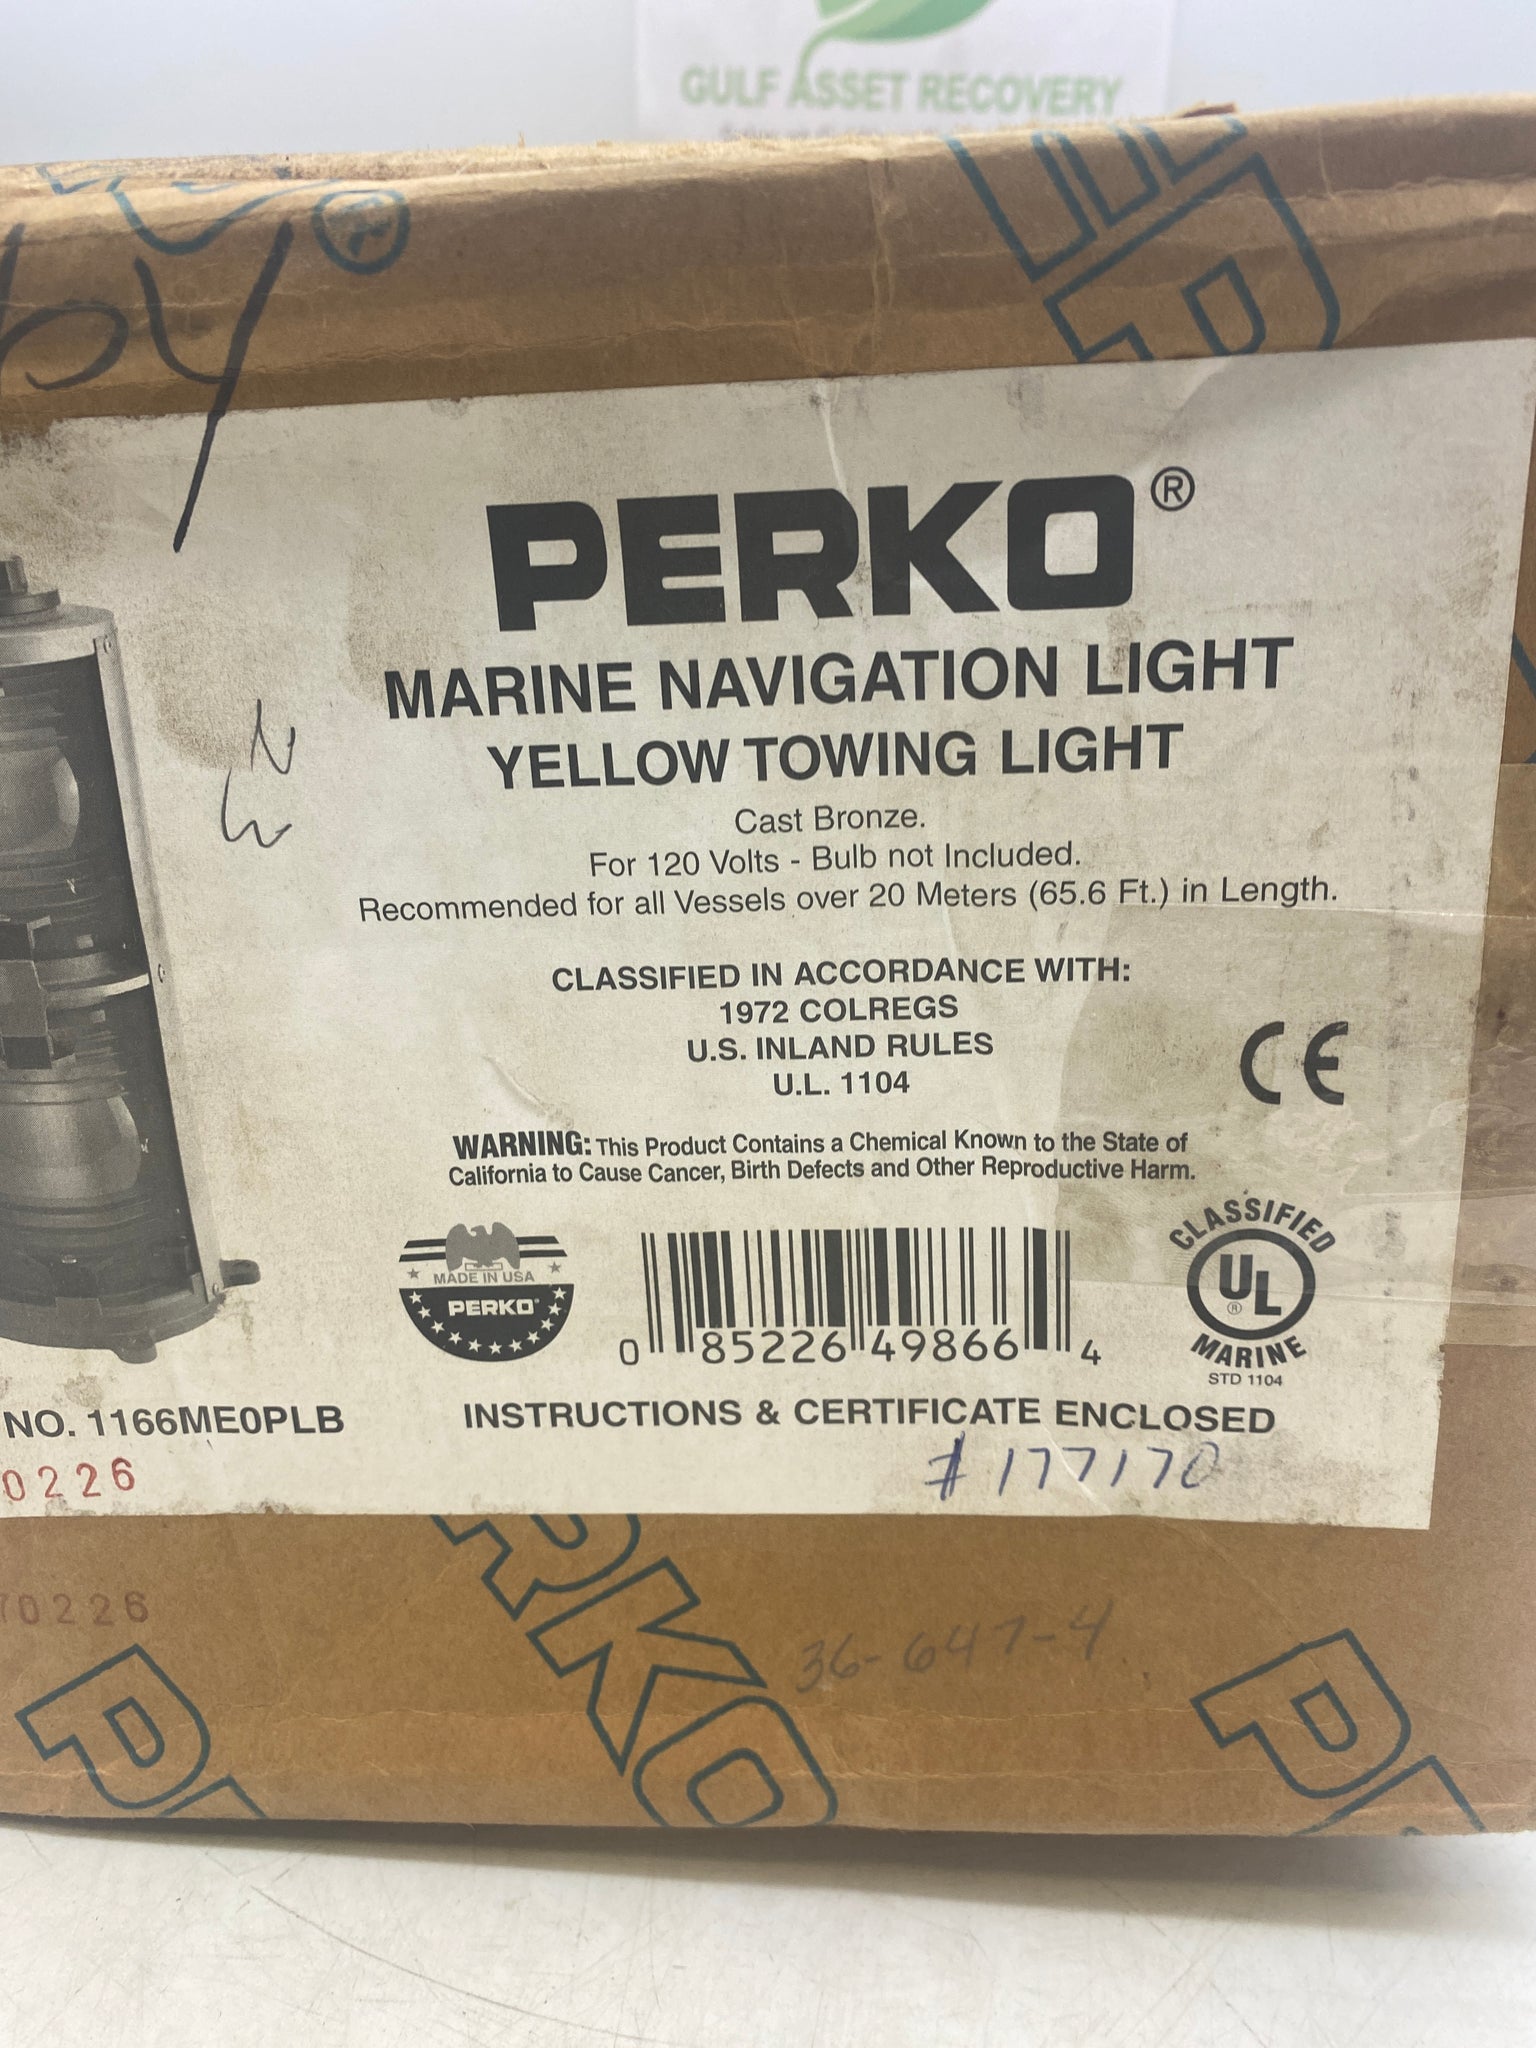 GULF ASSET RECOVERY
PERKO®
MARINE NAVIGATION LIGHT
YELLOW TOWING LIGHT
Cast Bronze.
For 120 Volts - Bulb not Included.
Recommended for all Vessels over 20 Meters (65.6 Ft.) in Length.
CLASSIFIED IN ACCORDANCE WITH:
1972 COLREGS
U.S. INLAND RULES
U.L. 1104
CE
WARNING: This Product Contains a Chemical Known to the State of
California to Cause Cancer, Birth Defects and Other Reproductive Harm.
MADE IN USA
PERKO®
0 85226 49866 4
CLASSIFIED
UL®
MARINE
STD 1104
NO. 1166ME0PLB
INSTRUCTIONS & CERTIFICATE ENCLOSED
0226
#177170
70226
36-647-4